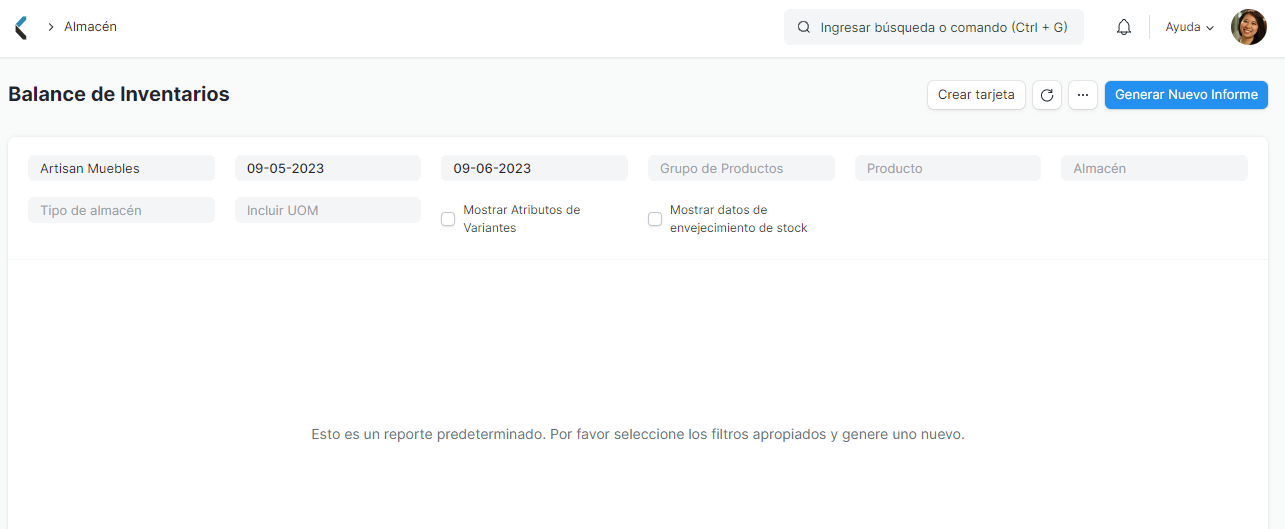 Almacén
Ingresar búsqueda o comando (Ctrl + G)
Ayuda
Balance de Inventarios
Crear tarjeta
Generar Nuevo Informe
Artisan Muebles
09-05-2023
09-06-2023
Grupo de Productos
Producto
Almacén
Tipo de almacén
Incluir UOM
Mostrar Atributos de
Variantes
Mostrar datos de
envejecimiento de stock
Esto es un reporte predeterminado. Por favor seleccione los filtros apropiados y genere uno nuevo.